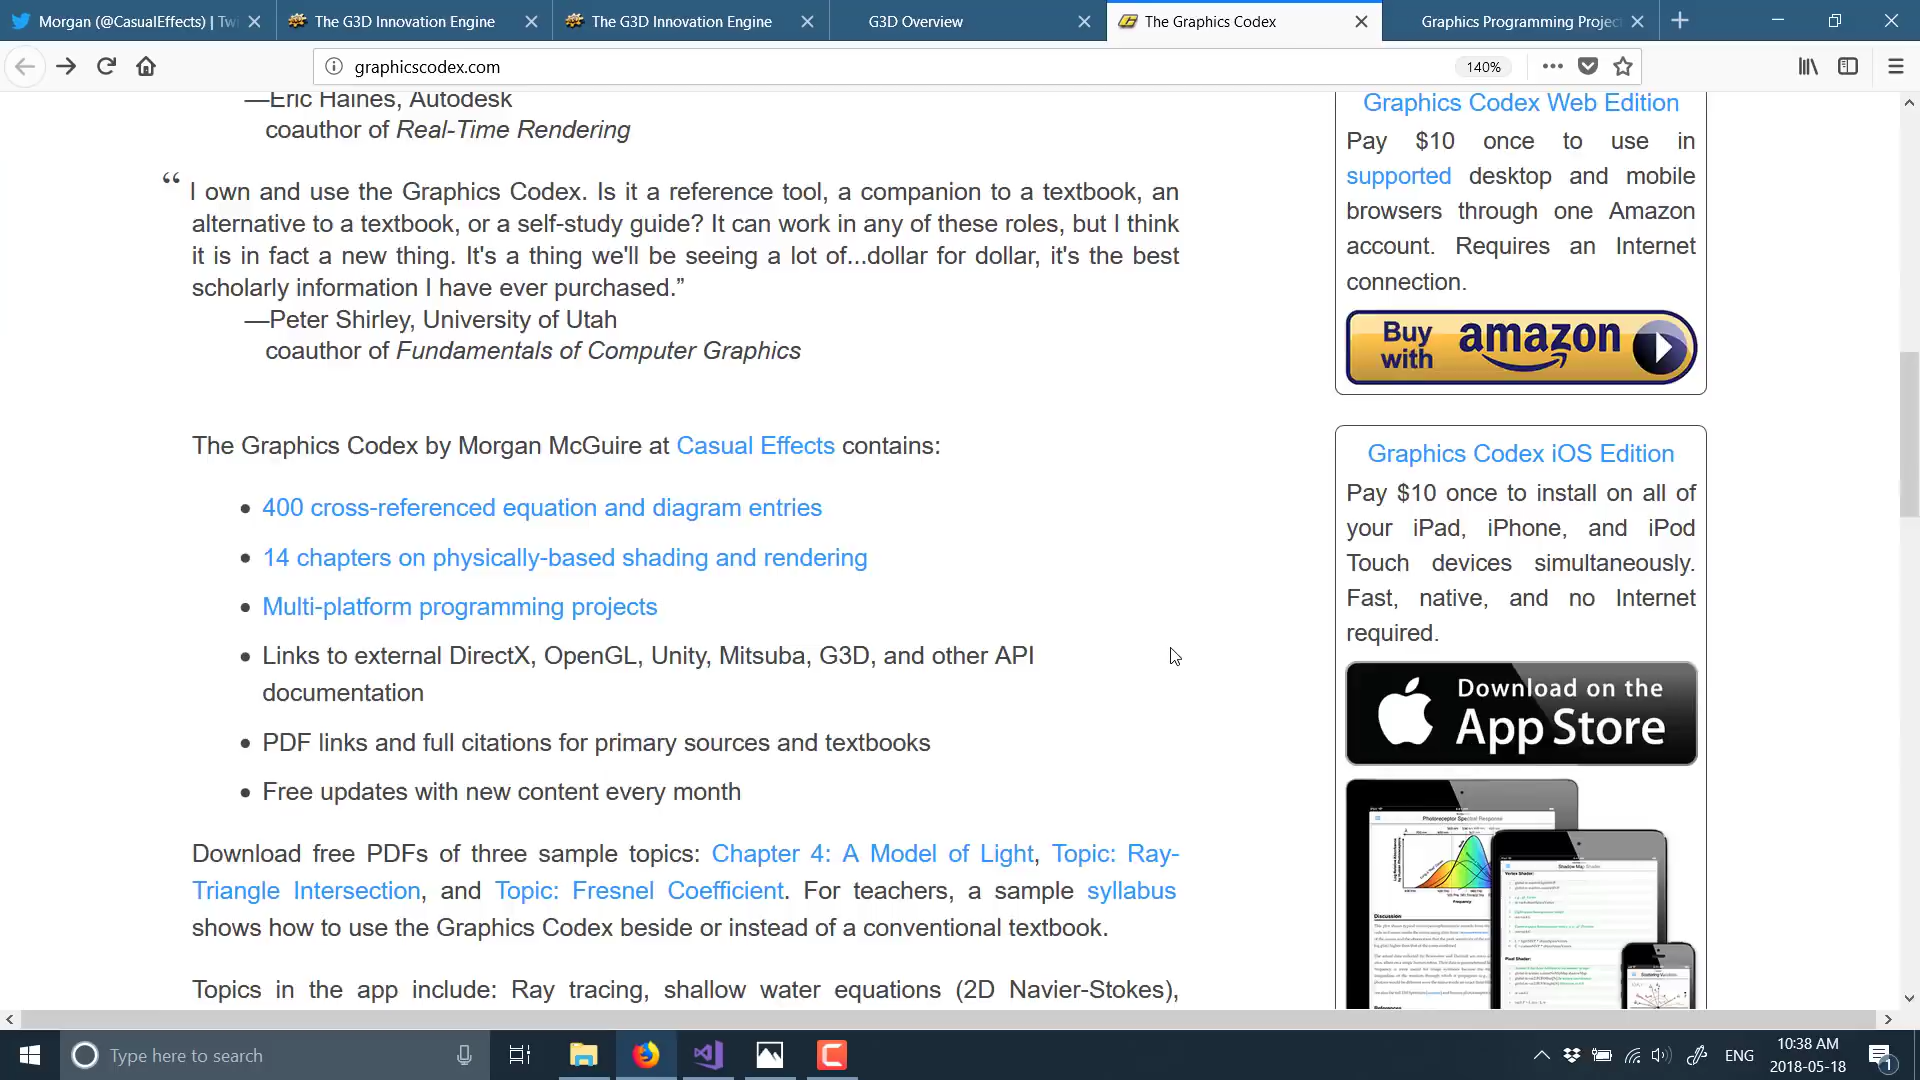 Morgan (@CasualEffects) | Tw
The G3D Innovation Engine
The G3D Innovation Engine
G3D Overview
The Graphics Codex
Graphics Programming Projec
graphicscodex.com
140%
—Eric Haines, Autodesk
coauthor of Real-Time Rendering
“ I own and use the Graphics Codex. Is it a reference tool, a companion to a textbook, an
alternative to a textbook, or a self-study guide? It can work in any of these roles, but I think
it is in fact a new thing. It's a thing we'll be seeing a lot of...dollar for dollar, it's the best
scholarly information I have ever purchased.”
—Peter Shirley, University of Utah
coauthor of Fundamentals of Computer Graphics
The Graphics Codex by Morgan McGuire at Casual Effects contains:
• 400 cross-referenced equation and diagram entries
• 14 chapters on physically-based shading and rendering
• Multi-platform programming projects
• Links to external DirectX, OpenGL, Unity, Mitsuba, G3D, and other API
documentation
• PDF links and full citations for primary sources and textbooks
• Free updates with new content every month
Download free PDFs of three sample topics: Chapter 4: A Model of Light, Topic: Ray-
Triangle Intersection, and Topic: Fresnel Coefficient. For teachers, a sample syllabus
shows how to use the Graphics Codex beside or instead of a conventional textbook.
Topics in the app include: Ray tracing, shallow water equations (2D Navier-Stokes),
Graphics Codex Web Edition
Pay $10 once to use in
supported desktop and mobile
browsers through one Amazon
account. Requires an Internet
connection.
Buy with amazon
Graphics Codex iOS Edition
Pay $10 once to install on all of
your iPad, iPhone, and iPod
Touch devices simultaneously.
Fast, native, and no Internet
required.
Download on the
App Store
Photoreceptor Spectral Response
Frequency
Discussion
Shadow Map Shader
Vertex Shader:
Pixel Shader:
Type here to search
ENG
10:38 AM
2018-05-18
1